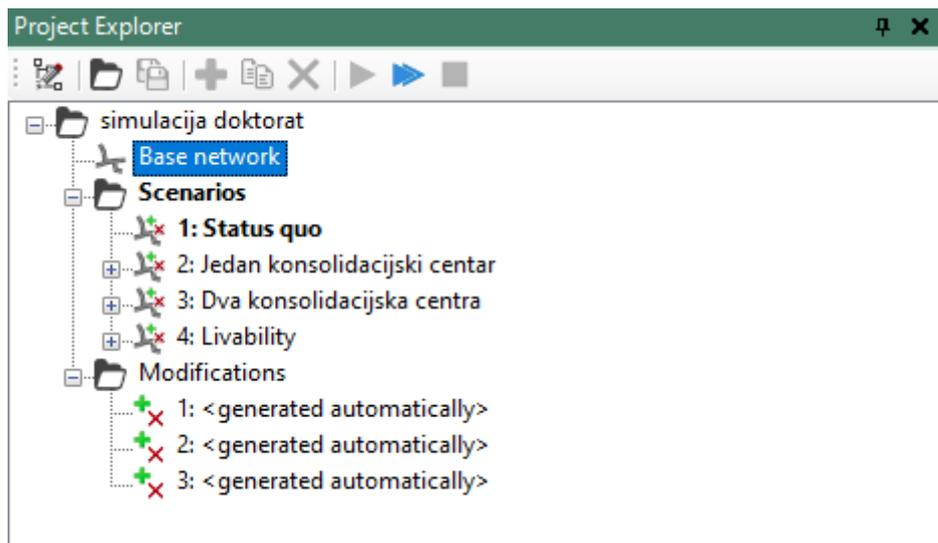 Project Explorer
simulacija doktorat
Base network
Scenarios
1: Status quo
2: Jedan konsolidacijski centar
3: Dva konsolidacijska centra
4: Livability
Modifications
1: <generated automatically>
2: <generated automatically>
3: <generated automatically>